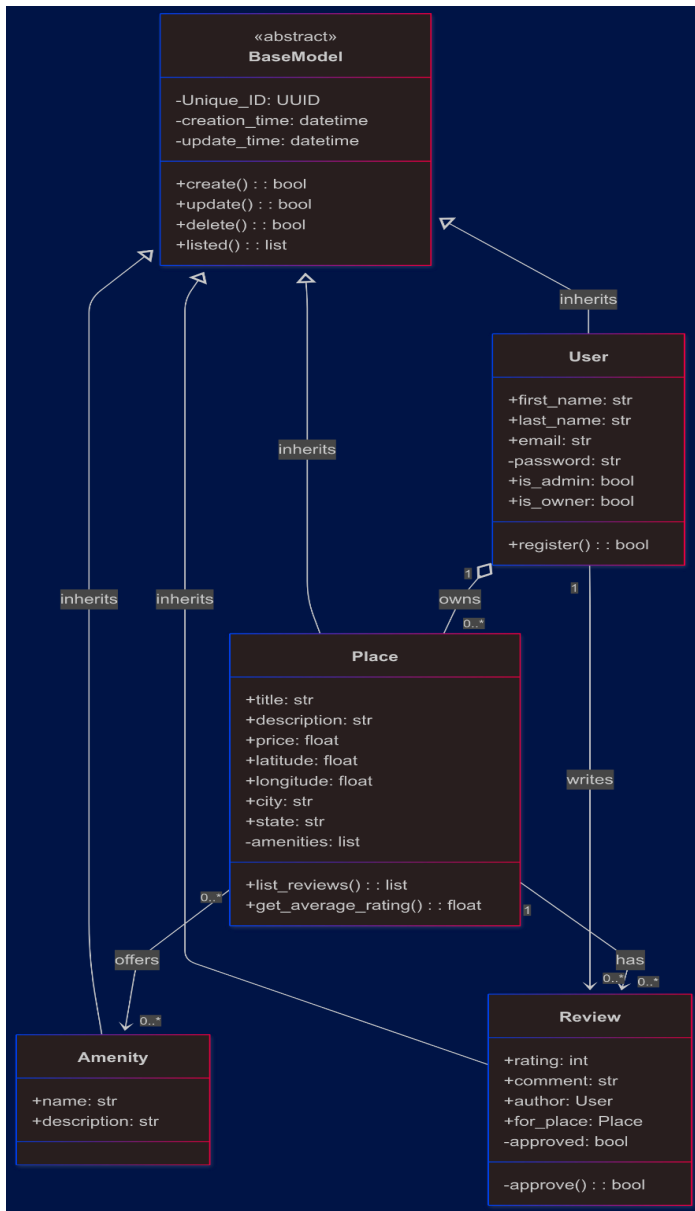 «abstract»
BaseModel
-Unique_ID: UUID
-creation_time: datetime
-update_time: datetime
+create() : : bool
+update() : : bool
+delete() : : bool
+listed() : : list
inherits
User
+first_name: str
+last_name: str
+email: str
-password: str
+is_admin: bool
+is_owner: bool
+register() : : bool
inherits
inherits
inherits
1
1
owns
0..*
Place
+title: str
+description: str
+price: float
+latitude: float
+longitude: float
+city: str
+state: str
-amenities: list
+list_reviews() : : list
+get_average_rating() : : float
writes
0..*
1
offers
has
0..*
0..*
0..*
Amenity
+name: str
+description: str
Review
+rating: int
+comment: str
+author: User
+for_place: Place
-approved: bool
-approve() : : bool